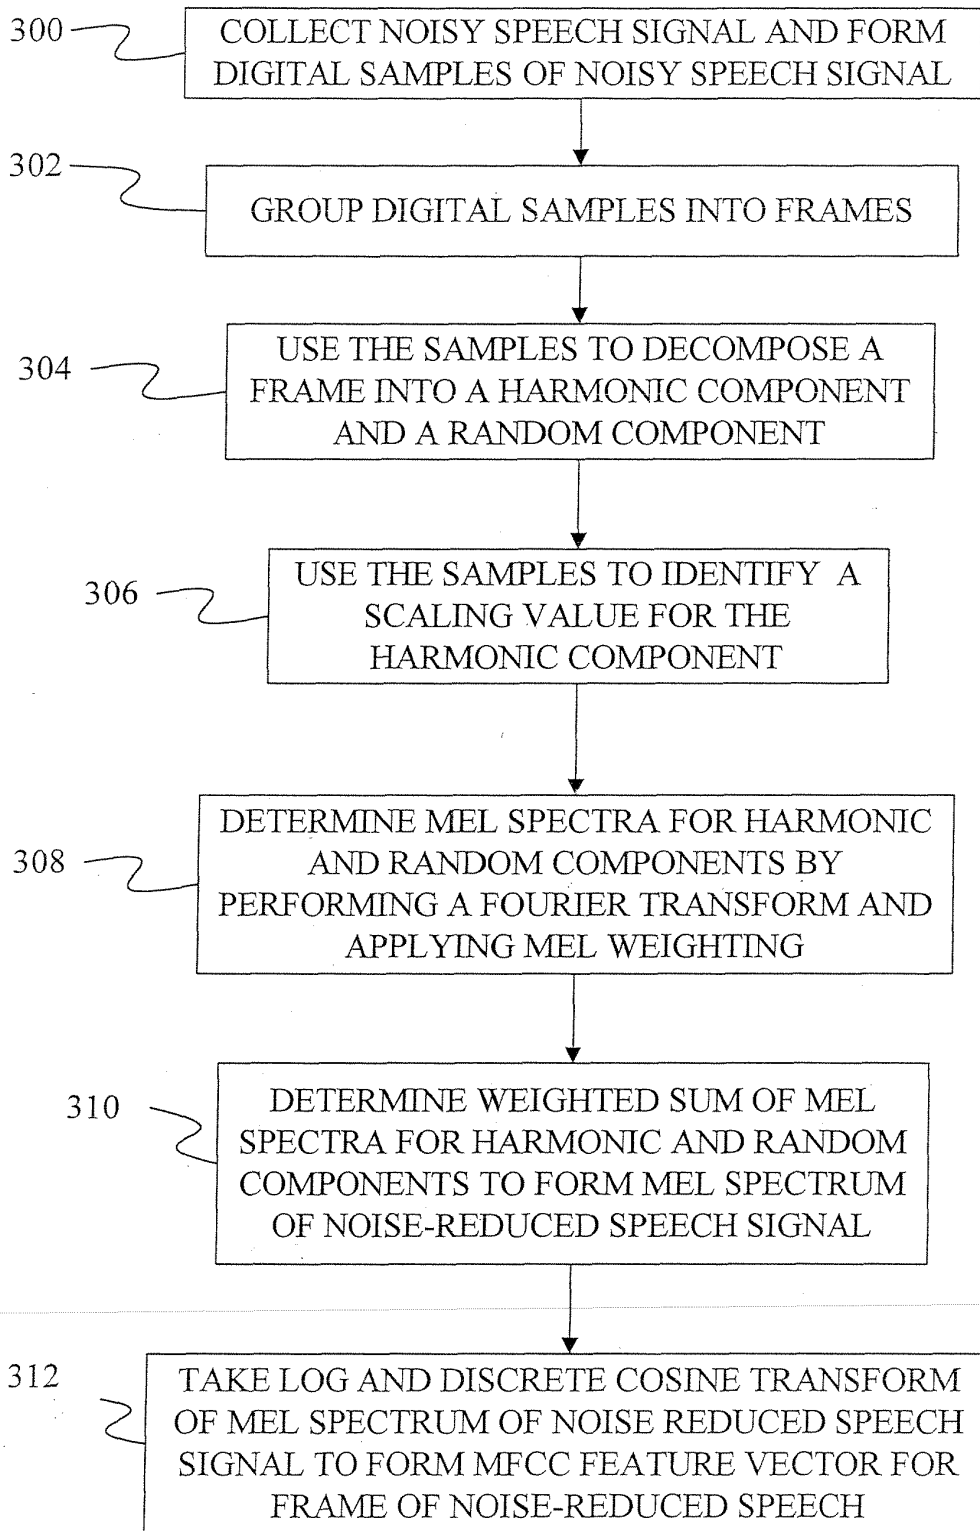 300
COLLECT NOISY SPEECH SIGNAL AND FORM
DIGITAL SAMPLES OF NOISY SPEECH SIGNAL
302
GROUP DIGITAL SAMPLES INTO FRAMES
304
USE THE SAMPLES TO DECOMPOSE A
FRAME INTO A HARMONIC COMPONENT
AND A RANDOM COMPONENT
306
USE THE SAMPLES TO IDENTIFY A
SCALING VALUE FOR THE
HARMONIC COMPONENT
308
DETERMINE MEL SPECTRA FOR HARMONIC
AND RANDOM COMPONENTS BY
PERFORMING A FOURIER TRANSFORM AND
APPLYING MEL WEIGHTING
310
DETERMINE WEIGHTED SUM OF MEL
SPECTRA FOR HARMONIC AND RANDOM
COMPONENTS TO FORM MEL SPECTRUM
OF NOISE-REDUCED SPEECH SIGNAL
312
TAKE LOG AND DISCRETE COSINE TRANSFORM
OF MEL SPECTRUM OF NOISE REDUCED SPEECH
SIGNAL TO FORM MFCC FEATURE VECTOR FOR
FRAME OF NOISE-REDUCED SPEECH